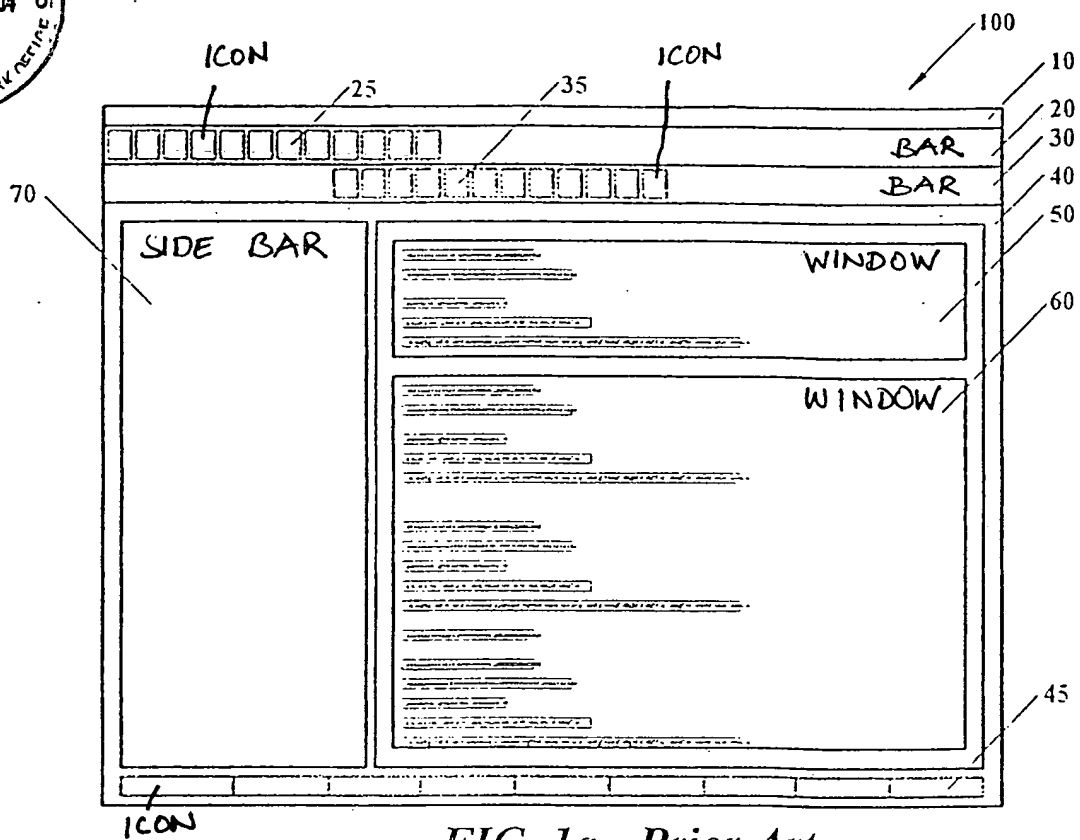 ICON
ICON
100
25
35
10
20
BAR
30
BAR
40
70
50
SIDE BAR
WINDOW
60
WINDOW
45
ICON
FIG. 1a - Prior Art